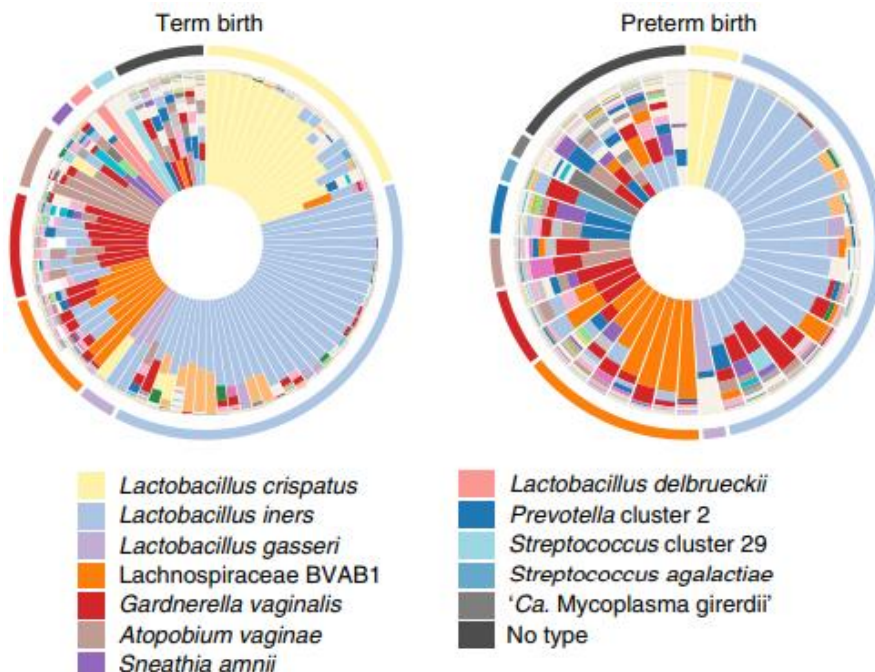 Term birth
Preterm birth
Lactobacillus crispatus
Lactobacillus iners
Lactobacillus gasseri
Lachnospiraceae BVAB1
Gardnerella vaginalis
Atopobium vaginae
Sneathia amnii
Lactobacillus delbrueckii
Prevotella cluster 2
Streptococcus cluster 29
Streptococcus agalactiae
‘Ca. Mycoplasma girerdii’
No type